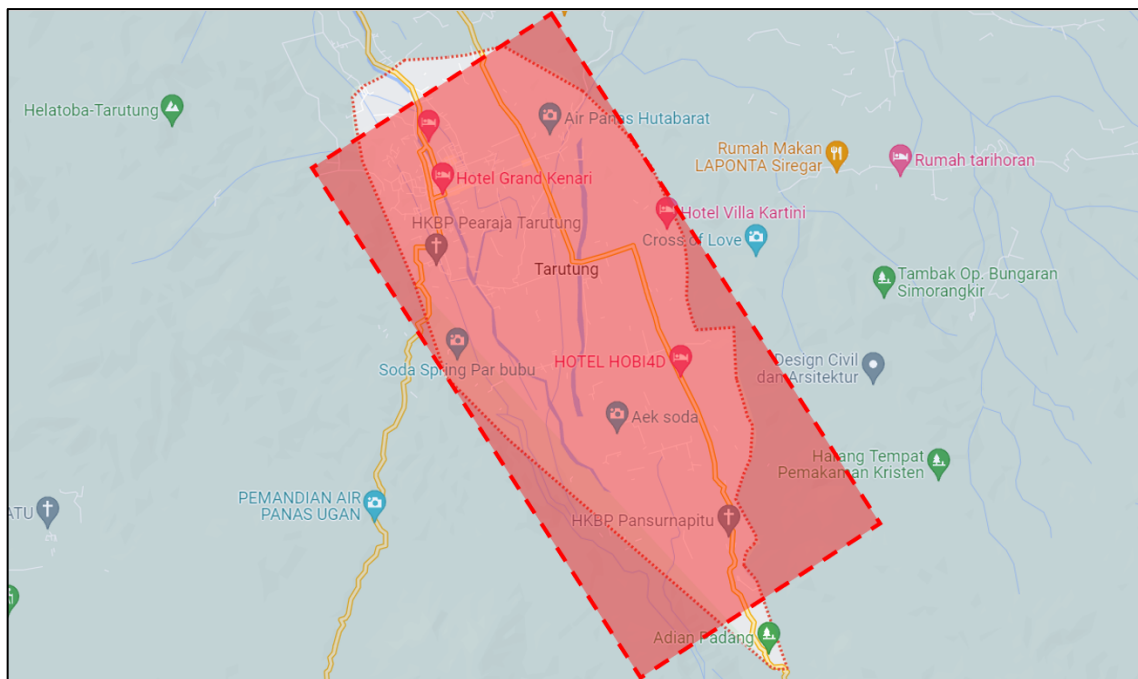 Helatoba-Tarutung
Air Panas Hutabarat
Rumah Makan
LAPONTA Siregar
Rumah tarihoran
Hotel Grand Kenari
Hotel Villa Kartini
HKBP Pearaja Tarutung
Cross of Love
Tarutung
Tambak Op. Bungaran
Simorangkir
Soda Spring Par bubu
HOTEL HOBI4D
Design Civil
dan Arsitektur
Aek soda
Harang Tempat
Pemakaman Kristen
PEMANDIAN AIR
PANAS UGAN
ATU
HKBP Pansurnapitu
Adian Padang